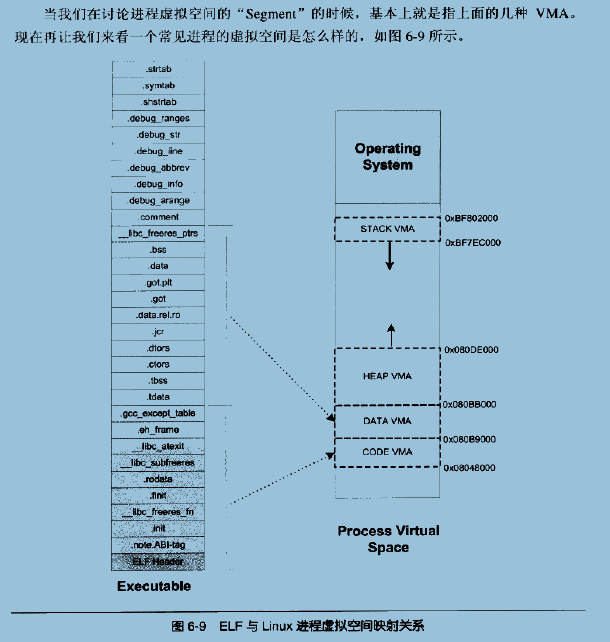 当我们在讨论进程虚拟空间的“Segment”的时候，基本上就是指上面的几种 VMA。
现在再让我们来看一个常见进程的虚拟空间是怎么样的，如图 6-9 所示。
.strtab
.symtab
.shstrtab
.debug_ranges
.debug_str
.debug_line
.debug_abbrev
.debug_info
.debug_arange
.comment
__libc_freeres_ptrs
.bss
.data
.got.plt
.got
.data.rel.ro
.jcr
.dtors
.ctors
.tbss
.tdata
.gcc_except_table
.eh_frame
__libc_atexit
__libc_subfreeres
.rodata
.finit
__libc_freeres_fn
.init
.note.ABI-tag
ELF Header
Executable
Operating
System
0xBF802000
STACK VMA
0xBF7EC000
0x080DE000
HEAP VMA
0x080BB000
DATA VMA
0x080B9000
CODE VMA
0x08048000
Process Virtual
Space
图 6-9 ELF 与 Linux 进程虚拟空间映射关系